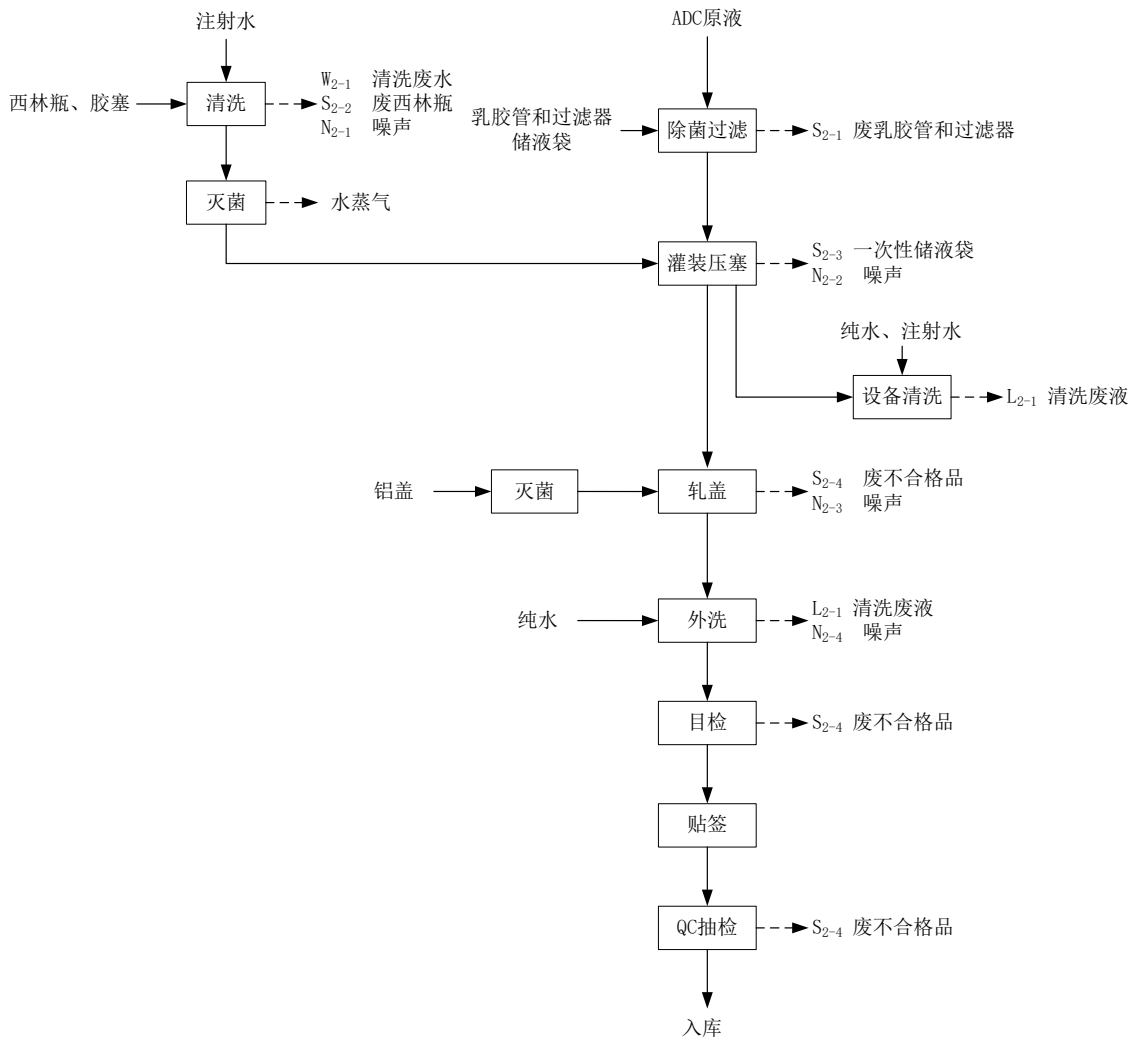 注射水
ADC原液
西林瓶、胶塞
清洗
W2-1 清洗废水
S2-2 废西林瓶
N2-1 噪声
乳胶管和过滤器
储液袋
除菌过滤
S2-1 废乳胶管和过滤器
灭菌
水蒸气
灌装压塞
S2-3 一次性储液袋
N2-2 噪声
纯水、注射水
设备清洗
L2-1 清洗废液
铝盖
灭菌
轧盖
S2-4 废不合格品
N2-3 噪声
纯水
外洗
L2-1 清洗废液
N2-4 噪声
目检
S2-4 废不合格品
贴签
QC抽检
S2-4 废不合格品
入库